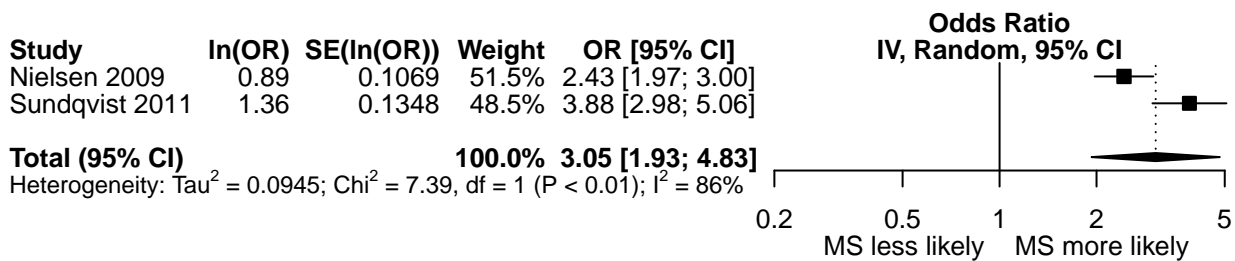 Odds Ratio
Study ln(OR) SE(ln(OR)) Weight OR [95% CI] IV, Random, 95% CI
Nielsen 2009 0.89 0.1069 51.5% 2.43 [1.97; 3.00]
Sundqvist 2011 1.36 0.1348 48.5% 3.88 [2.98; 5.06]
Total (95% CI) 100.0% 3.05 [1.93; 4.83]
Heterogeneity: Tau² = 0.0945; Chi² = 7.39, df = 1 (P < 0.01); I² = 86%
0.2 0.5 1 2 5
MS less likely MS more likely